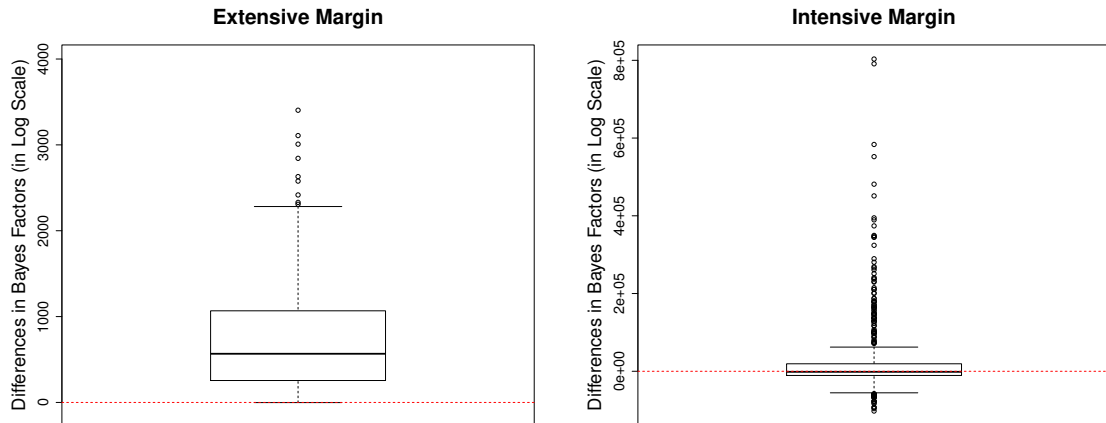 Extensive Margin
Differences in Bayes Factors (in Log Scale)
4000
3000
2000
1000
0
Intensive Margin
Differences in Bayes Factors (in Log Scale)
8e+05
6e+05
4e+05
2e+05
0e+00